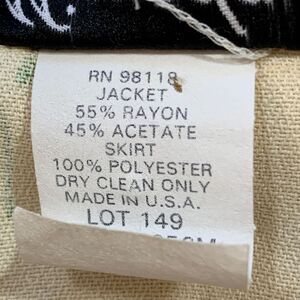 RN 98118
JACKET
55% RAYON
45% ACETATE
SKIRT
100% POLYESTER
DRY CLEAN ONLY
MADE IN U.S.A.
LOT 149